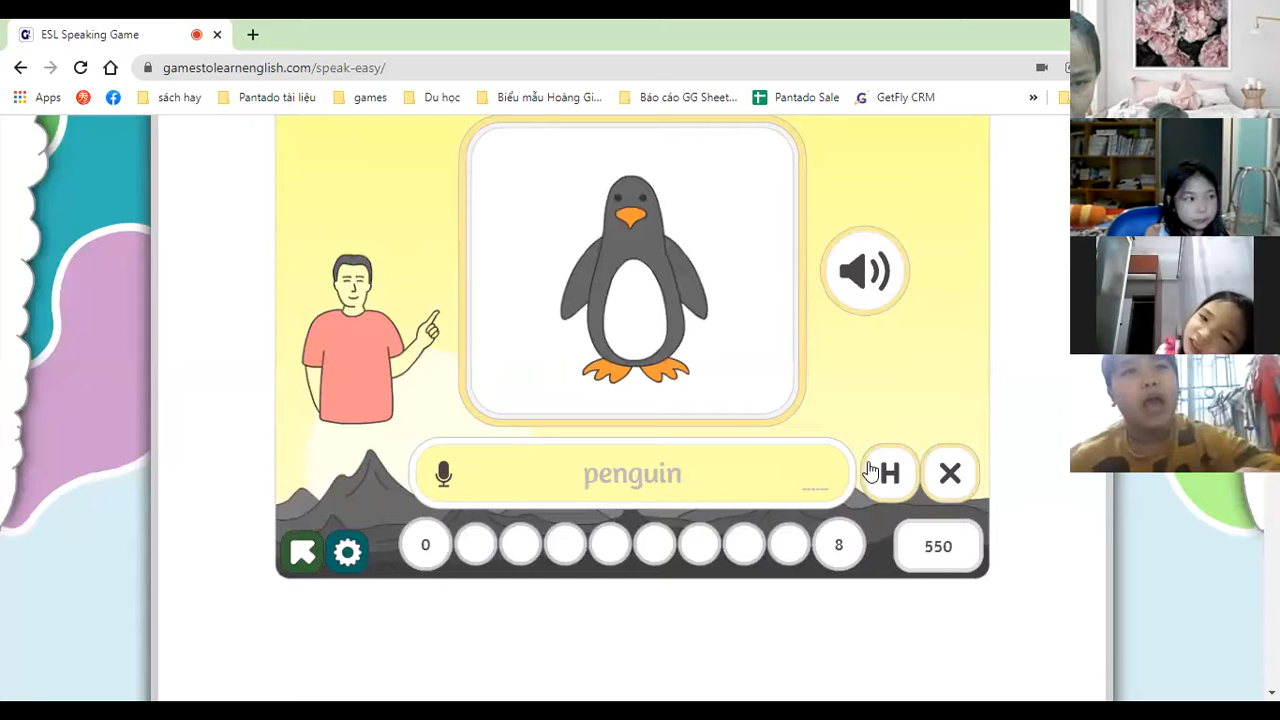 ESL Speaking Game
gamestolearnenglish.com/speak-easy/
Apps sách hay Pantado tài liệu games Du học Biểu mẫu Hoàng Gi... Báo cáo GG Sheet... Pantado Sale GetFly CRM »
penguin
H
0 8 550